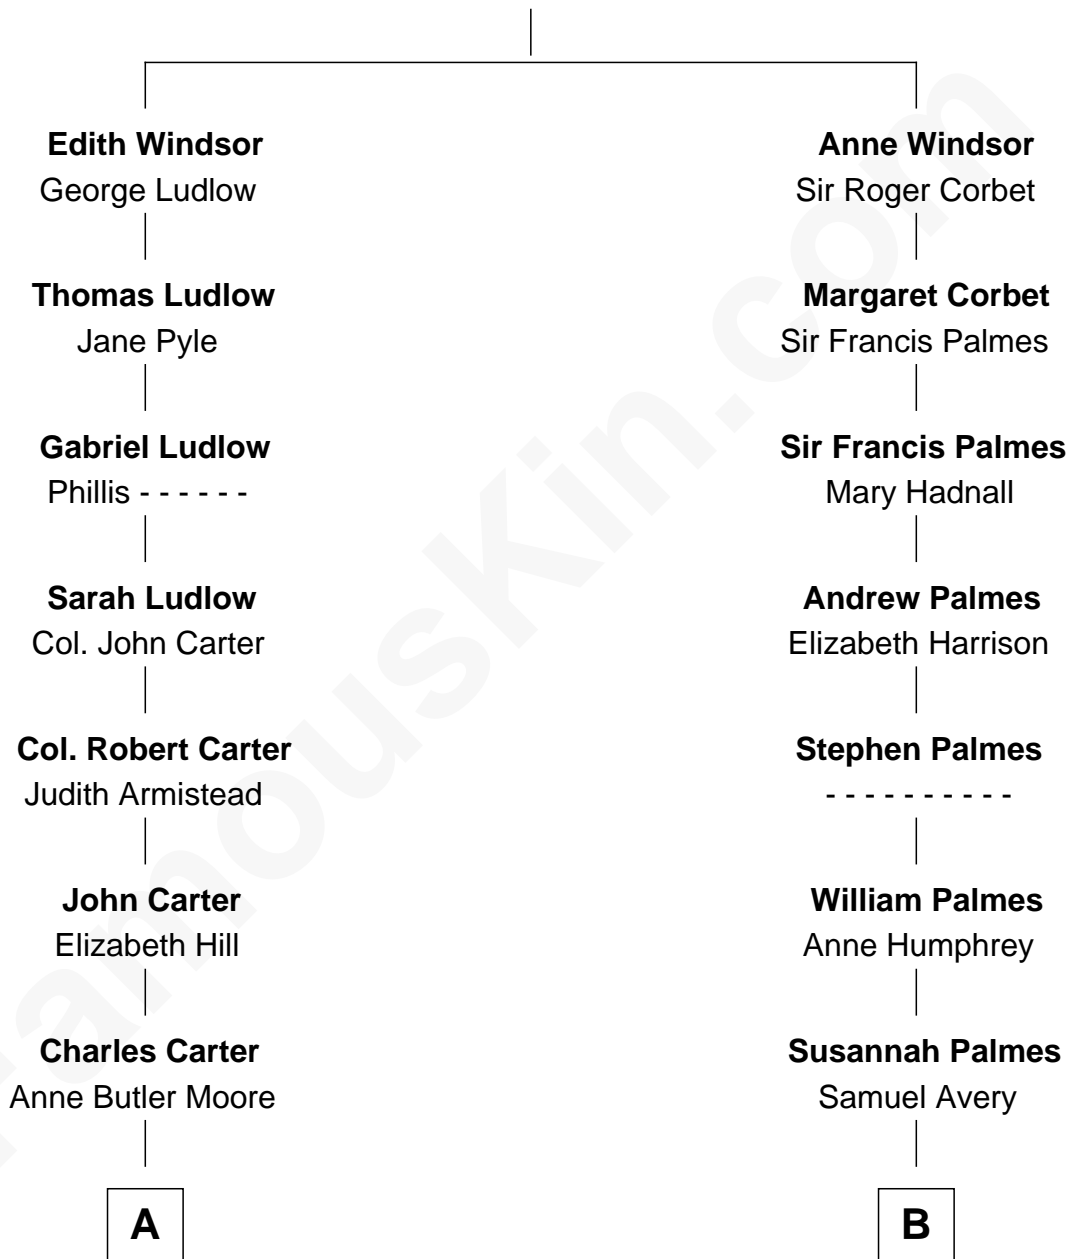 Edith Windsor
George Ludlow
Thomas Ludlow
Jane Pyle
Gabriel Ludlow
Phillis - - - - - -
Sarah Ludlow
Col. John Carter
Col. Robert Carter
Judith Armistead
John Carter
Elizabeth Hill
Charles Carter
Anne Butler Moore
A
Anne Windsor
Sir Roger Corbet
Margaret Corbet
Sir Francis Palmes
Sir Francis Palmes
Mary Hadnall
Andrew Palmes
Elizabeth Harrison
Stephen Palmes
- - - - - - - - - -
William Palmes
Anne Humphrey
Susannah Palmes
Samuel Avery
B
FamousKin.com